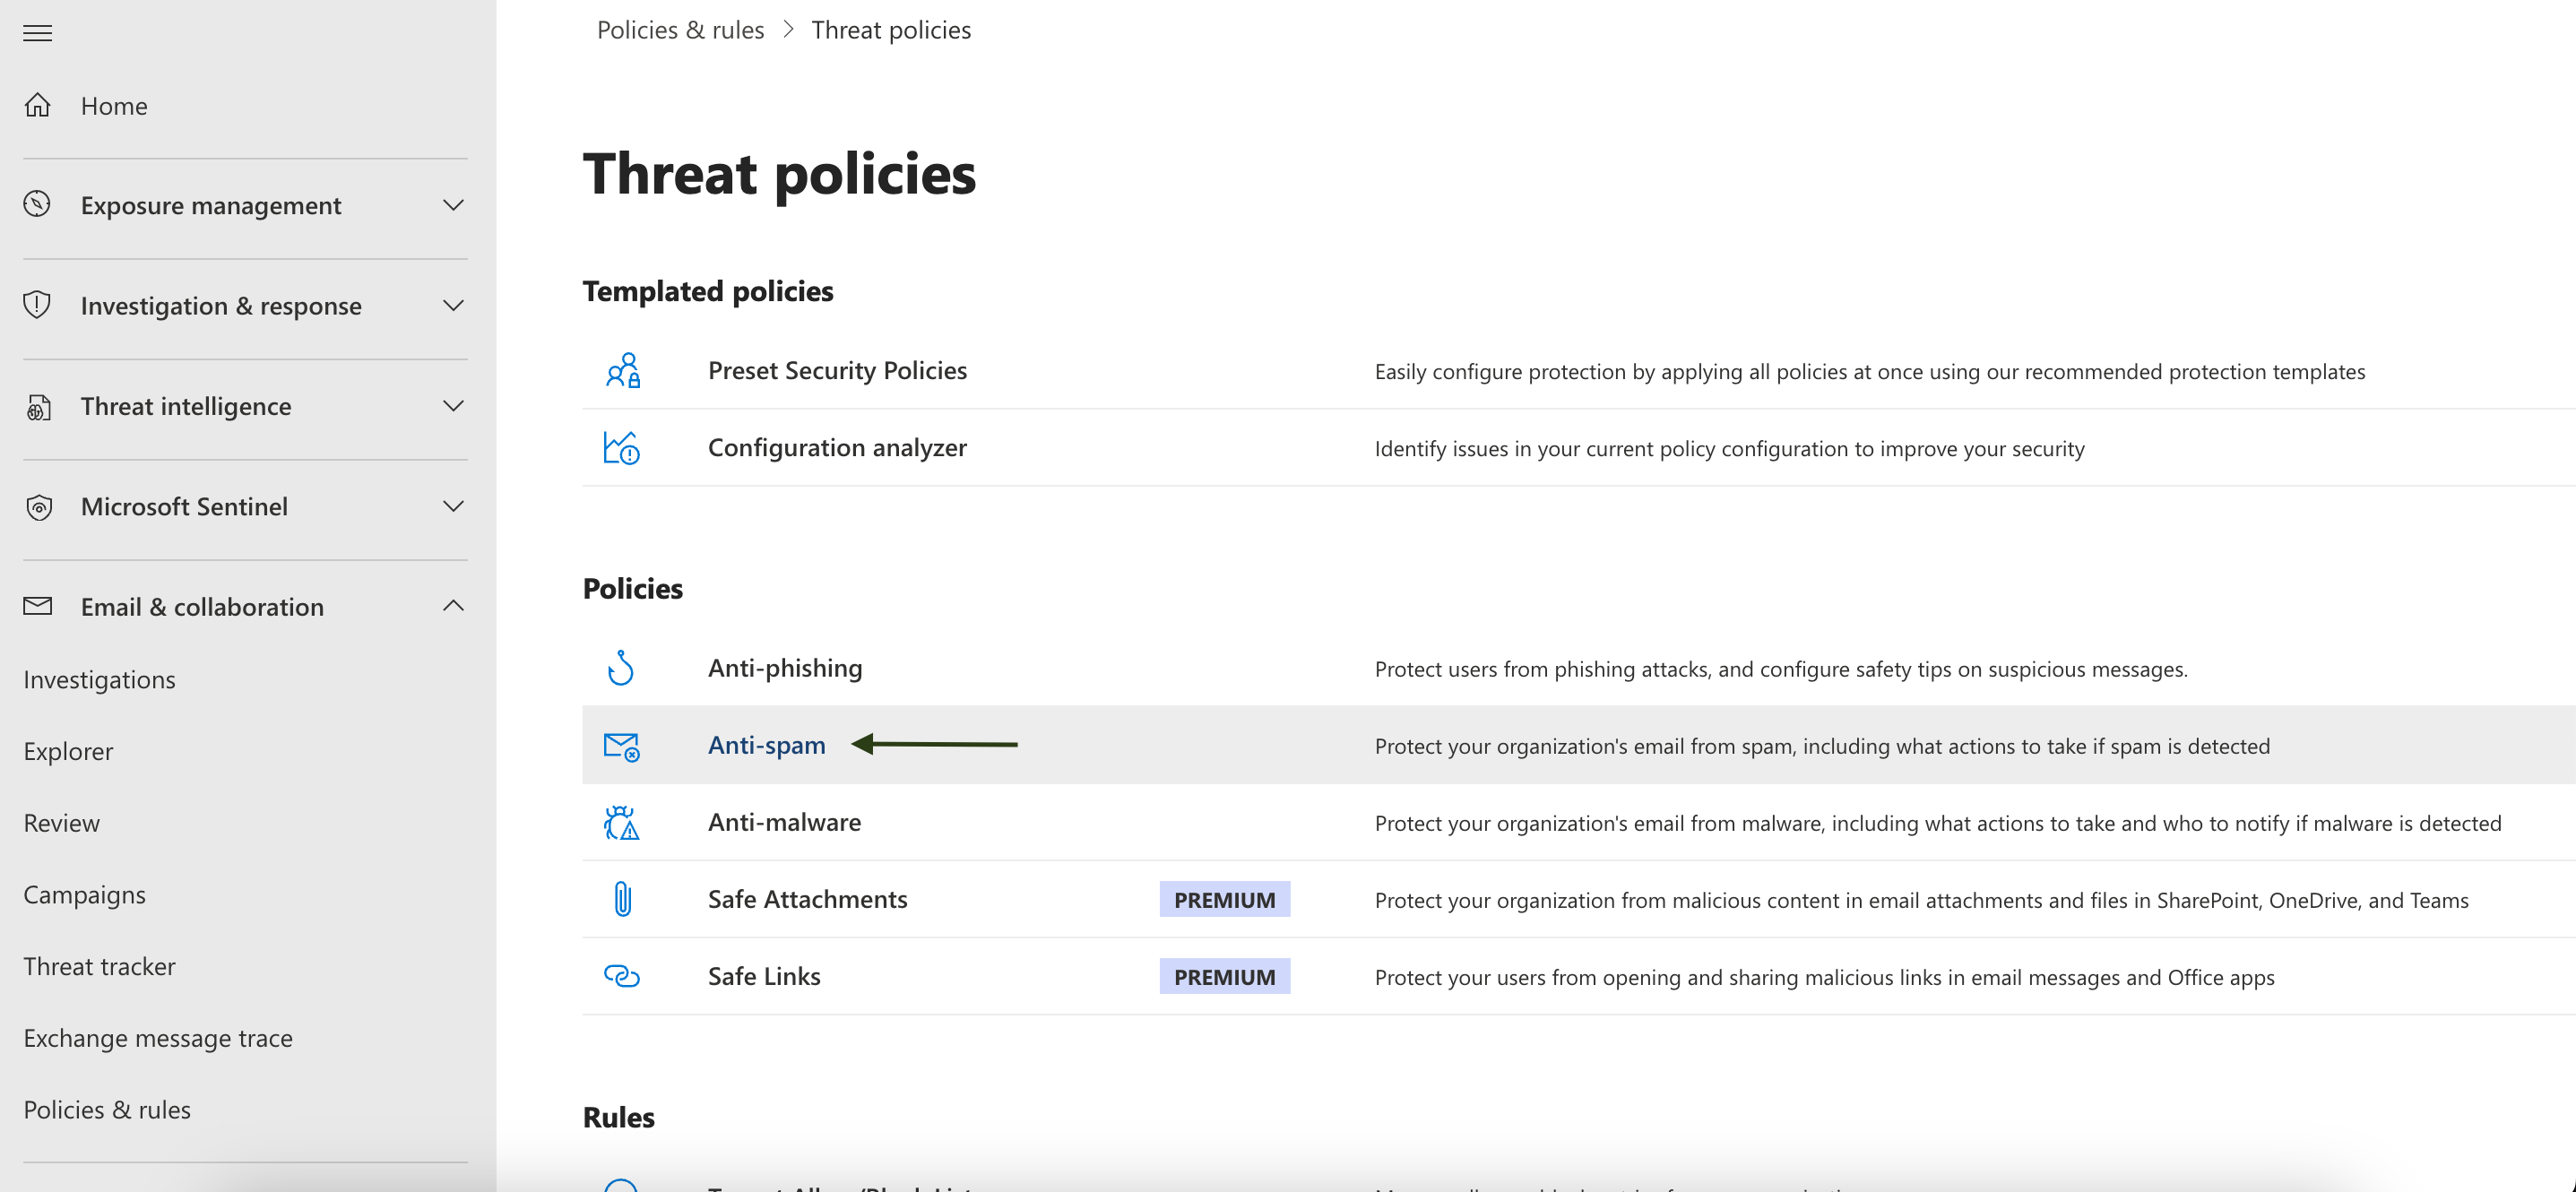 Policies & rules > Threat policies
Home
Exposure management
Investigation & response
Threat intelligence
Microsoft Sentinel
Email & collaboration
Investigations
Explorer
Review
Campaigns
Threat tracker
Exchange message trace
Policies & rules
Threat policies
Templated policies
Preset Security Policies Easily configure protection by applying all policies at once using our recommended protection templates
Configuration analyzer Identify issues in your current policy configuration to improve your security
Policies
Anti-phishing Protect users from phishing attacks, and configure safety tips on suspicious messages.
Anti-spam Protect your organization's email from spam, including what actions to take if spam is detected
Anti-malware Protect your organization's email from malware, including what actions to take and who to notify if malware is detected
Safe Attachments PREMIUM Protect your organization from malicious content in email attachments and files in SharePoint, OneDrive, and Teams
Safe Links PREMIUM Protect your users from opening and sharing malicious links in email messages and Office apps
Rules